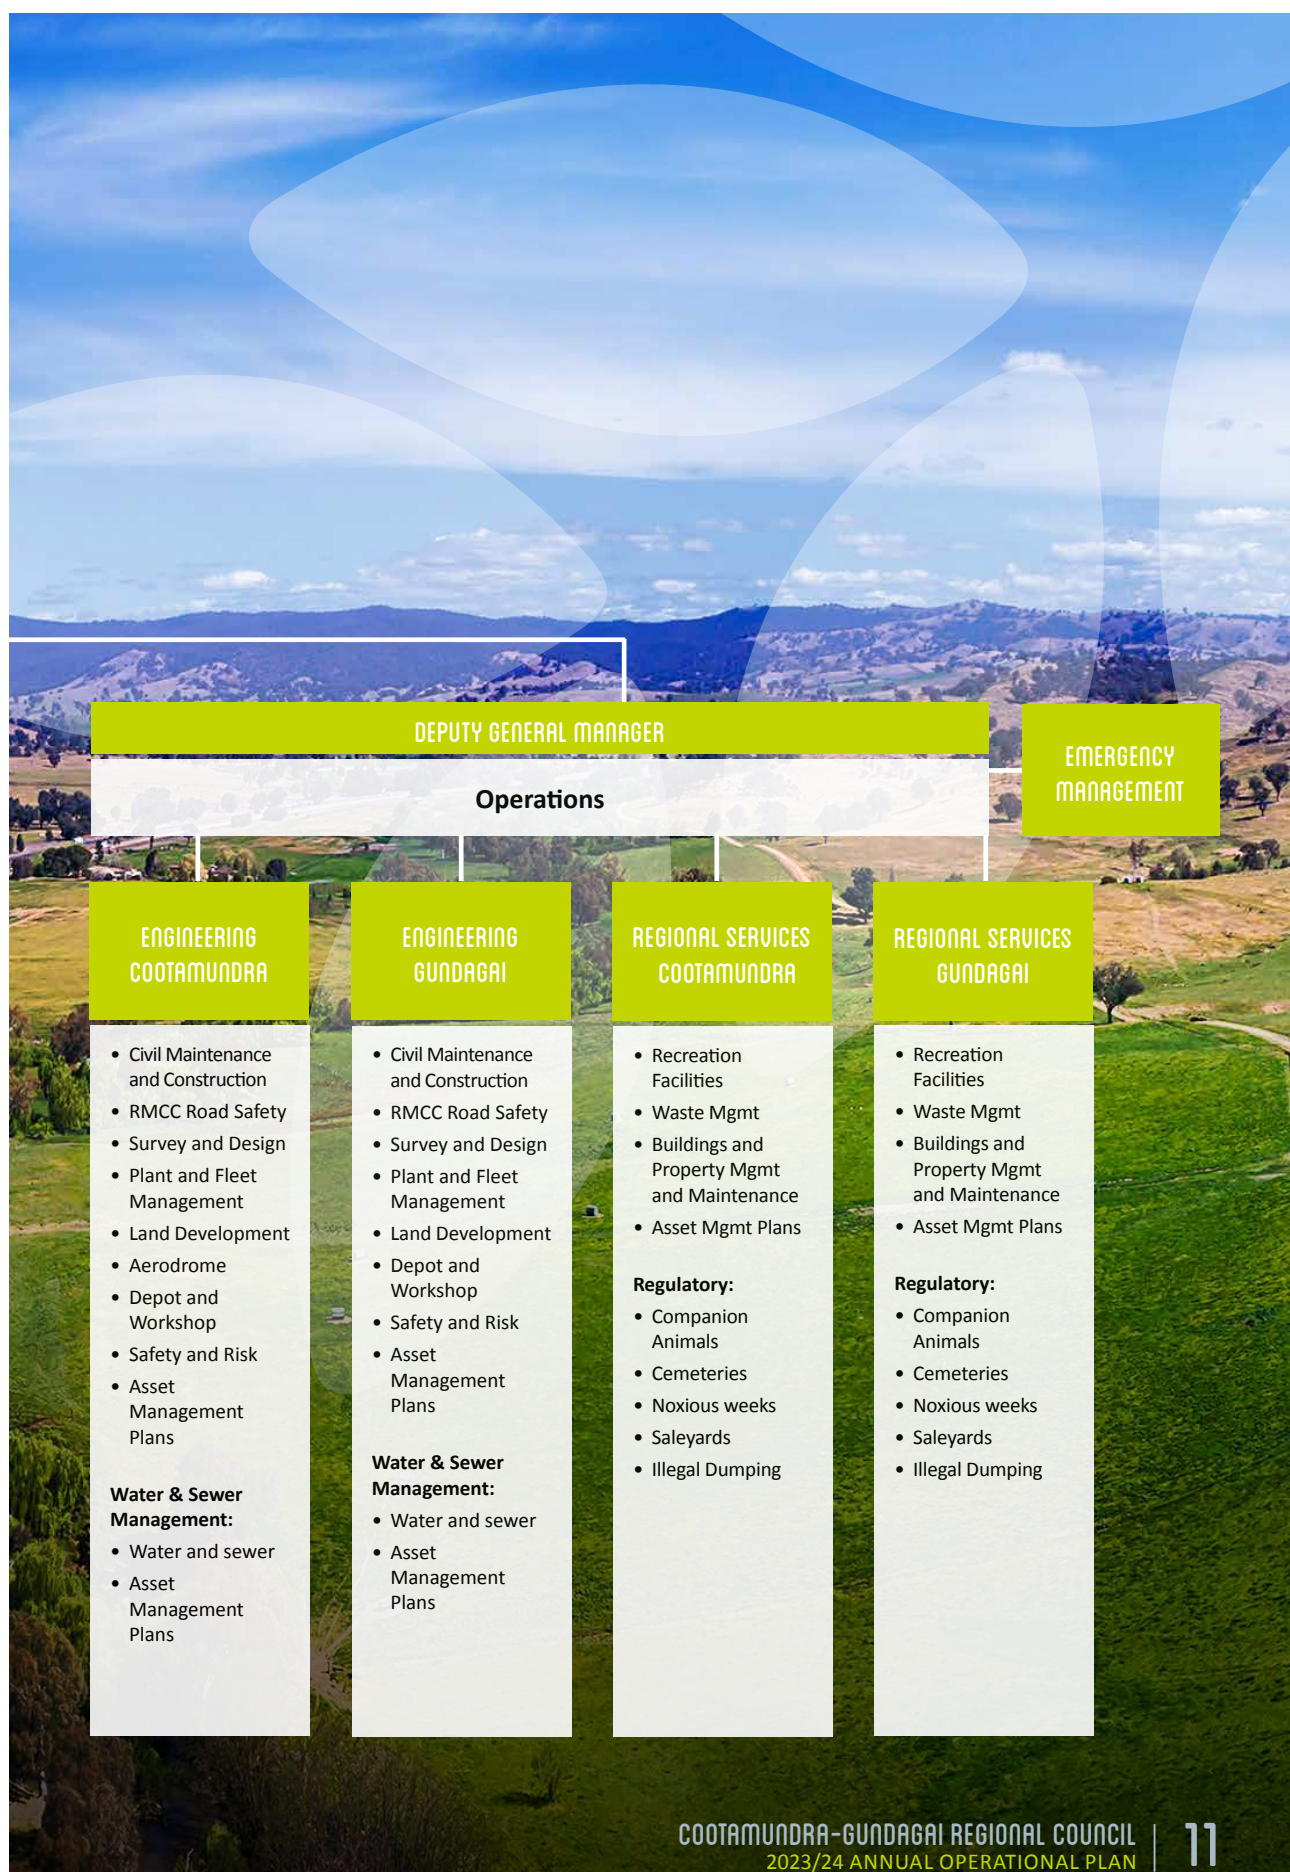 DEPUTY GENERAL MANAGER
Operations
EMERGENCY
MANAGEMENT
ENGINEERING
COOTAMUNDRA
• Civil Maintenance
and Construction
• RMCC Road Safety
• Survey and Design
• Plant and Fleet
Management
• Land Development
• Aerodrome
• Depot and
Workshop
• Safety and Risk
• Asset
Management
Plans
Water & Sewer
Management:
• Water and sewer
• Asset
Management
Plans
ENGINEERING
GUNDAGAI
• Civil Maintenance
and Construction
• RMCC Road Safety
• Survey and Design
• Plant and Fleet
Management
• Land Development
• Depot and
Workshop
• Safety and Risk
• Asset
Management
Plans
Water & Sewer
Management:
• Water and sewer
• Asset
Management
Plans
REGIONAL SERVICES
COOTAMUNDRA
• Recreation
Facilities
• Waste Mgmt
• Buildings and
Property Mgmt
and Maintenance
• Asset Mgmt Plans
Regulatory:
• Companion
Animals
• Cemeteries
• Noxious weeks
• Saleyards
• Illegal Dumping
REGIONAL SERVICES
GUNDAGAI
• Recreation
Facilities
• Waste Mgmt
• Buildings and
Property Mgmt
and Maintenance
• Asset Mgmt Plans
Regulatory:
• Companion
Animals
• Cemeteries
• Noxious weeks
• Saleyards
• Illegal Dumping
COOTAMUNDRA-GUNDAGAI REGIONAL COUNCIL
2023/24 ANNUAL OPERATIONAL PLAN
11